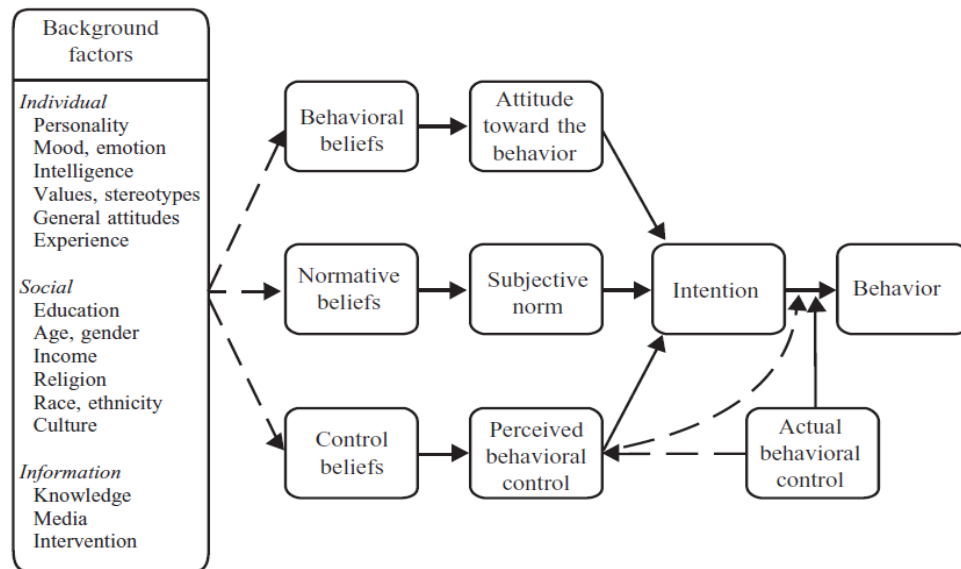 Background
factors
Individual
Personality
Mood, emotion
Intelligence
Values, stereotypes
General attitudes
Experience
Social
Education
Age, gender
Income
Religion
Race, ethnicity
Culture
Information
Knowledge
Media
Intervention
Behavioral
beliefs
Attitude
toward the
behavior
Normative
beliefs
Subjective
norm
Intention
Behavior
Control
beliefs
Perceived
behavioral
control
Actual
behavioral
control